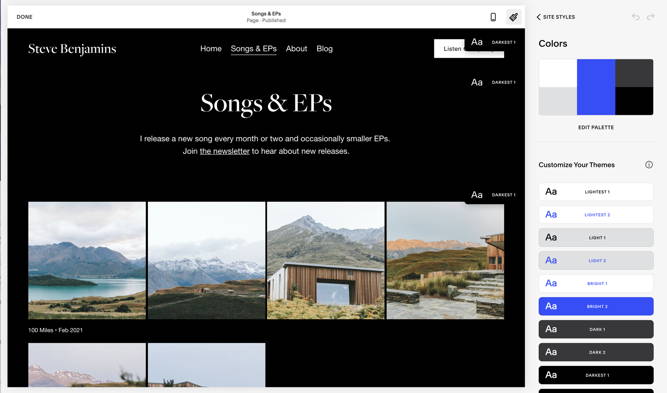 DONE
Songs & EPs
Page · Published
SITE STYLES
Steve Benjamins
Home Songs & EPs About Blog
Listen
Aa DARKEST 1
Aa DARKEST 1
Songs & EPs
I release a new song every month or two and occasionally smaller EPs.
Join the newsletter to hear about new releases.
Aa DARKEST 1
100 Miles • Feb 2021
Colors
EDIT PALETTE
Customize Your Themes
Aa LIGHTEST 1
Aa LIGHTEST 2
Aa LIGHT 1
Aa LIGHT 2
Aa BRIGHT 1
Aa BRIGHT 2
Aa DARK 1
Aa DARK 2
Aa DARKEST 1